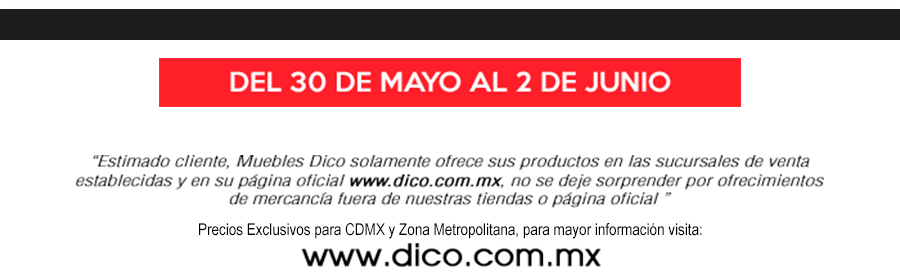 DEL 30 DE MAYO AL 2 DE JUNIO
“Estimado cliente, Muebles Dico solamente ofrece sus productos en las sucursales de venta
establecidas y en su página oficial www.dico.com.mx, no se deje sorprender por ofrecimientos
de mercancía fuera de nuestras tiendas o página oficial ”
Precios Exclusivos para CDMX y Zona Metropolitana, para mayor información visita:
www.dico.com.mx